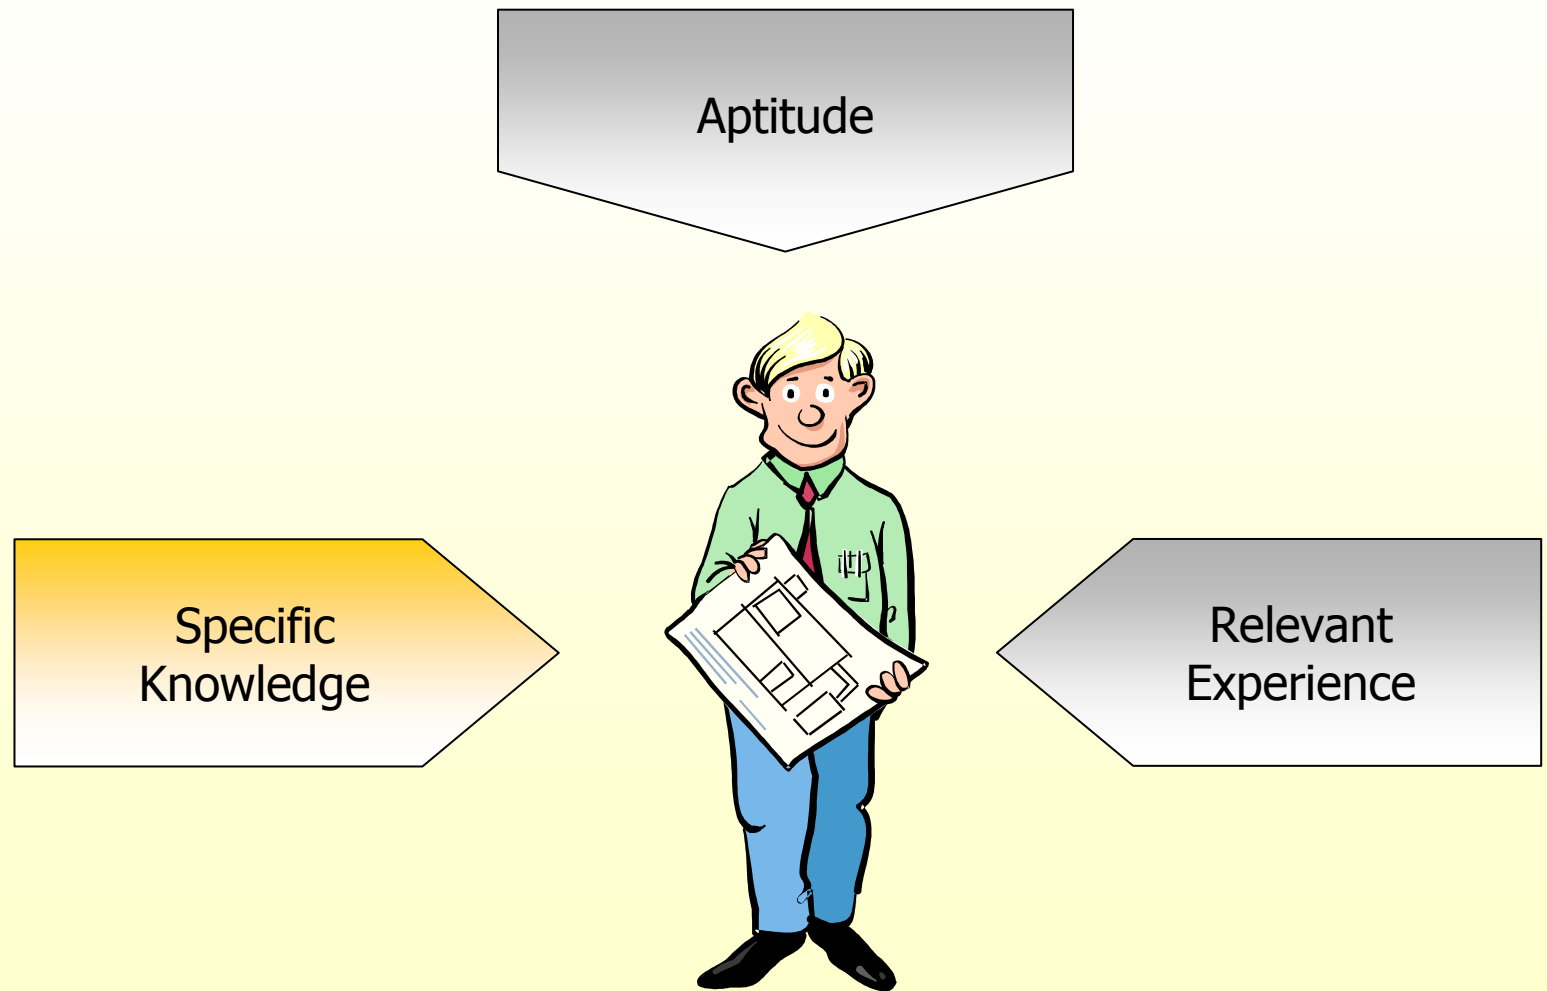 Aptitude
Specific
Knowledge
Relevant
Experience